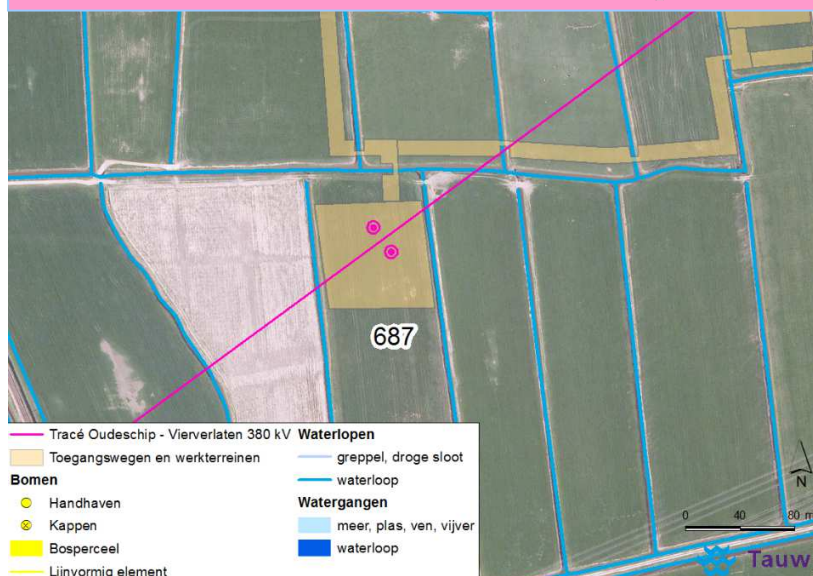 687
Tracé Oudeschip - Vierverlaten 380 kV
Toegangswegen en werkterreinen
Bomen
Handhaven
Kappen
Bosperceel
Lijnvormig element
Waterlopen
greppel, droge sloot
waterloop
Watergangen
meer, plas, ven, vijver
waterloop
N
0 40 80 m
Tauw